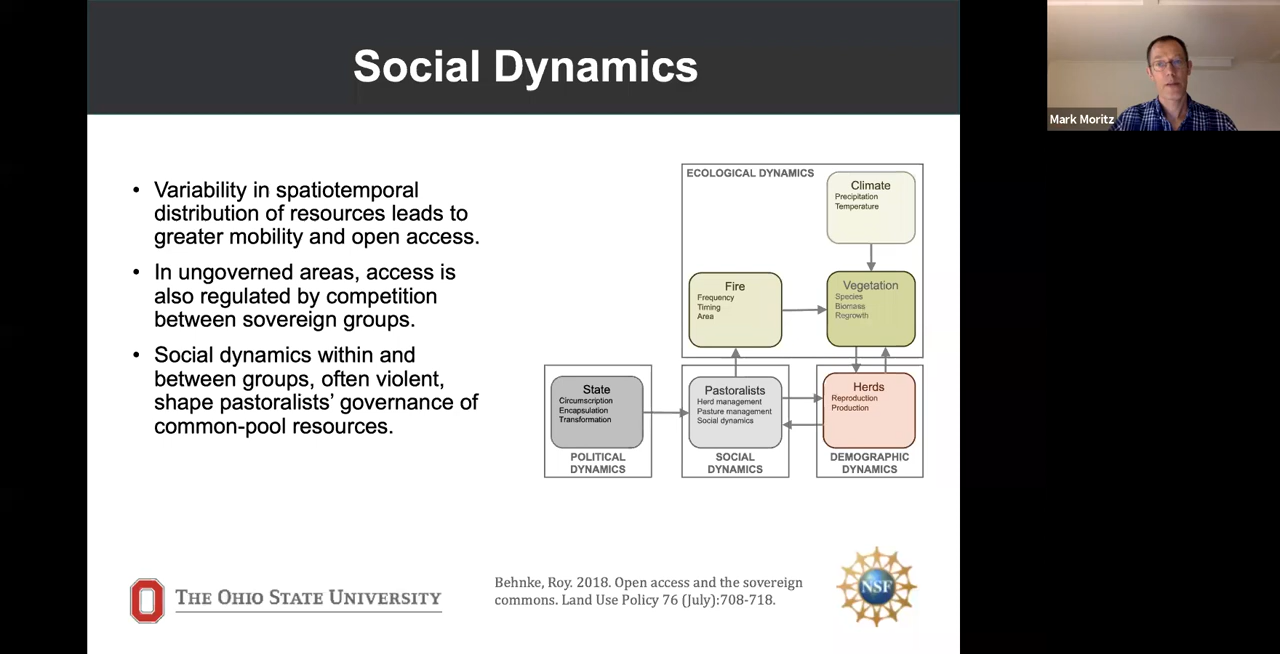 Social Dynamics
• Variability in spatiotemporal
distribution of resources leads to
greater mobility and open access.
• In ungoverned areas, access is
also regulated by competition
between sovereign groups.
• Social dynamics within and
between groups, often violent,
shape pastoralists’ governance of
common-pool resources.
ECOLOGICAL DYNAMICS
Climate
Precipitation
Temperature
Fire
Frequency
Timing
Area
Vegetation
Species
Biomass
Regrowth
State
Circumscription
Encapsulation
Transformation
POLITICAL
DYNAMICS
Pastoralists
Herd management
Pasture management
Social dynamics
SOCIAL
DYNAMICS
Herds
Reproduction
Production
DEMOGRAPHIC
DYNAMICS
THE OHIO STATE UNIVERSITY
Behnke, Roy. 2018. Open access and the sovereign
commons. Land Use Policy 76 (July):708-718.
NSF
Mark Moritz